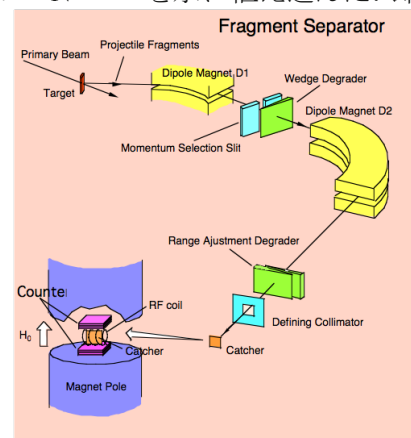 Fragment Separator
Primary Beam
Projectile Fragments
Target
Dipole Magnet D1
Wedge Degrader
Dipole Magnet D2
Momentum Selection Slit
Range Ajustment Degrader
Counte
RF coil
H₀
Defining Collimator
Catcher
Catcher
Magnet Pole